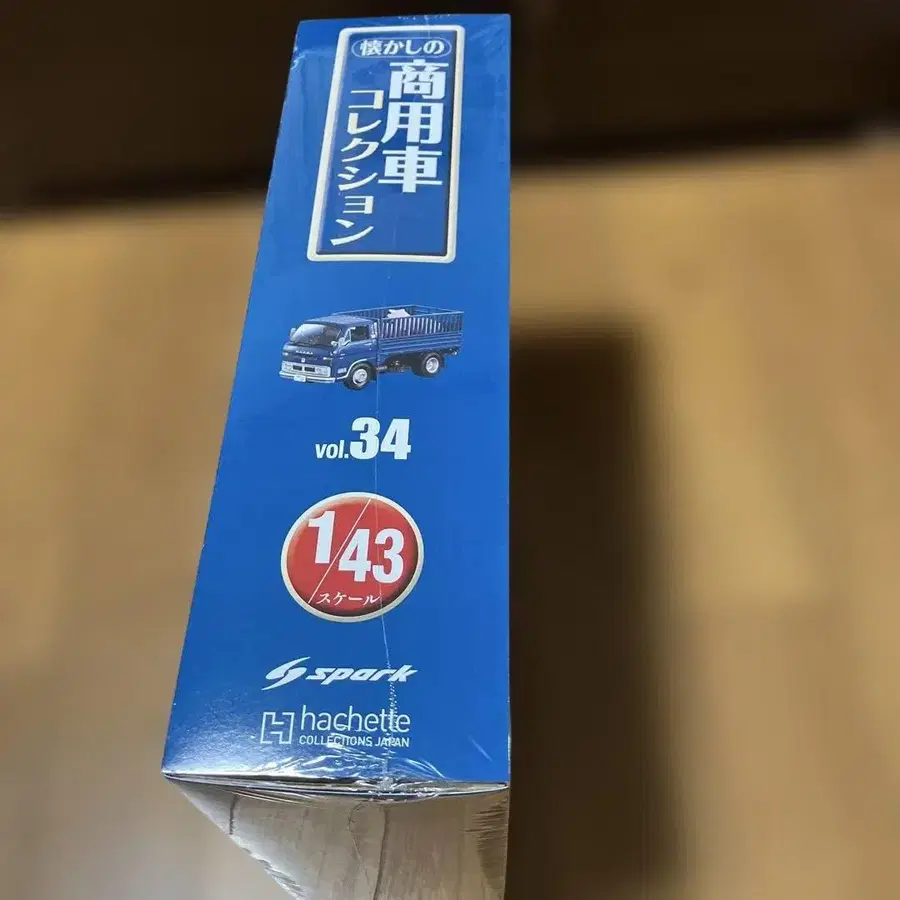 懐かしの
商用車
コレクション
vol.34
1/43
スケール
spark
hachette
COLLECTIONS JAPAN